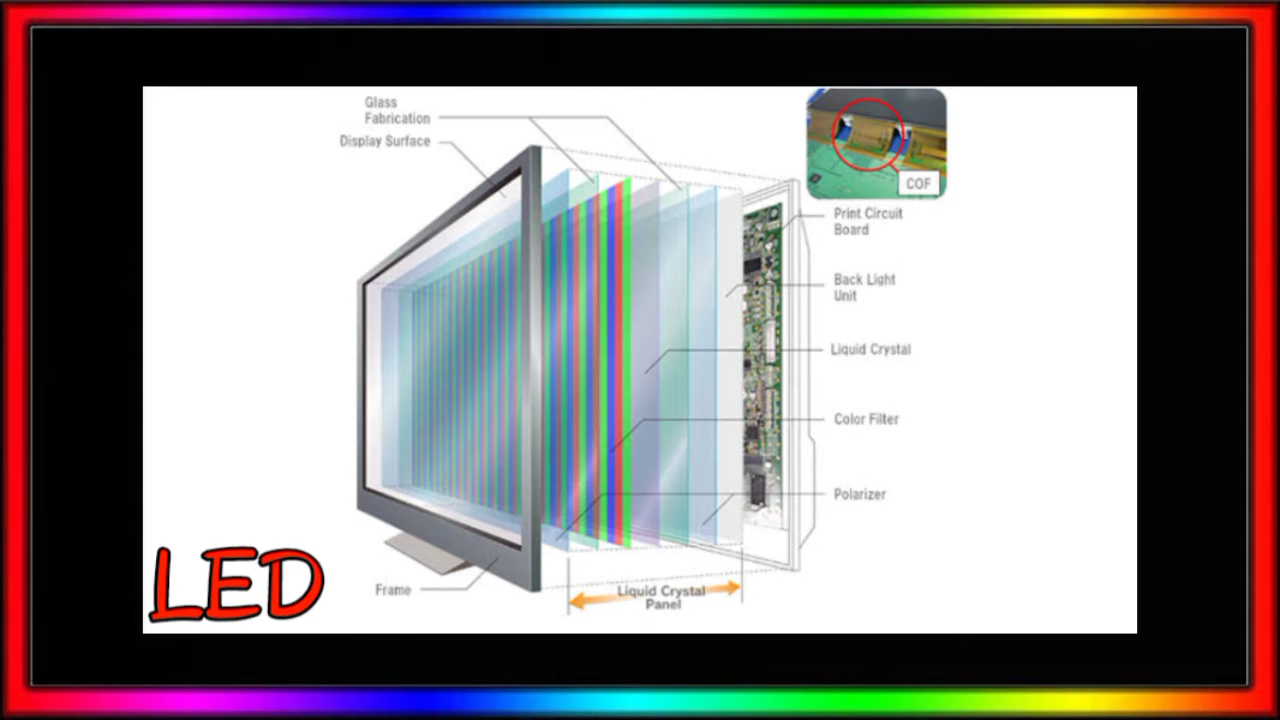 Glass
Fabrication
Display Surface
COF
Print Circuit
Board
Back Light
Unit
Liquid Crystal
Color Filter
Polarizer
LED
Frame
Liquid Crystal
Panel